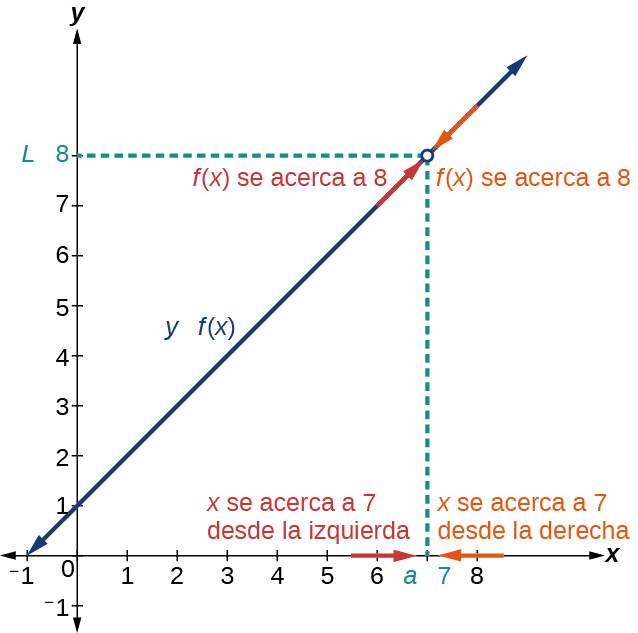 y
L 8
f(x) se acerca a 8
f(x) se acerca a 8
7
6
5
y f(x)
4
3
2
1
x se acerca a 7
desde la izquierda
x se acerca a 7
desde la derecha
x
−1 0 1 2 3 4 5 6 a 7 8
−1